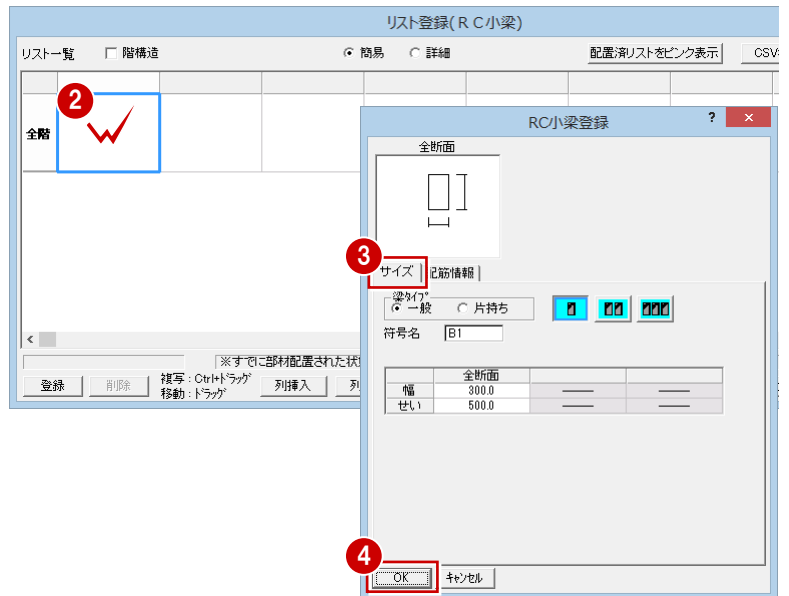 リスト登録(ＲＣ小梁)
リスト一覧 階構造 簡易 詳細 配置済リストをピンク表示
2
全階
RC小梁登録 ?
全断面
3
サイズ
梁ﾀｲﾌﾟ
一般 片持ち
符号名 B1
全断面
幅 300.0
せい 500.0
※すでに部材配置された状
登録 削除 複写：Ctrl+ﾄﾞﾗｯｸﾞ 列挿入
移動：ﾄﾞﾗｯｸﾞ
4
OK ｷｬﾝｾﾙ